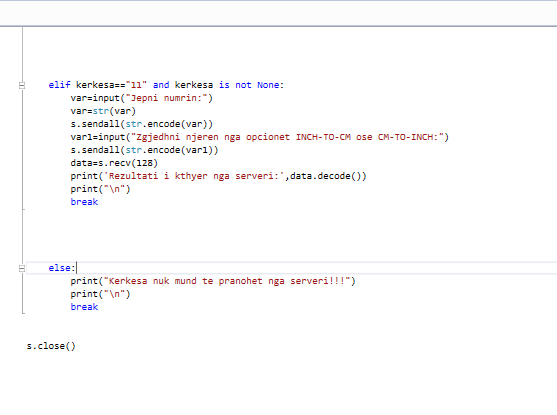 elif kerkesa=="11" and kerkesa is not None:
var=input("Jepni numrin:")
var=str(var)
s.sendall(str.encode(var))
var1=input("Zgjedhni njeren nga opcionet INCH-TO-CM ose CM-TO-INCH:")
s.sendall(str.encode(var1))
data=s.recv(128)
print('Rezultati i kthyer nga serveri:',data.decode())
print("\n")
break
else:
print("Kerkesa nuk mund te pranohet nga serveri!!!")
print("\n")
break
s.close()